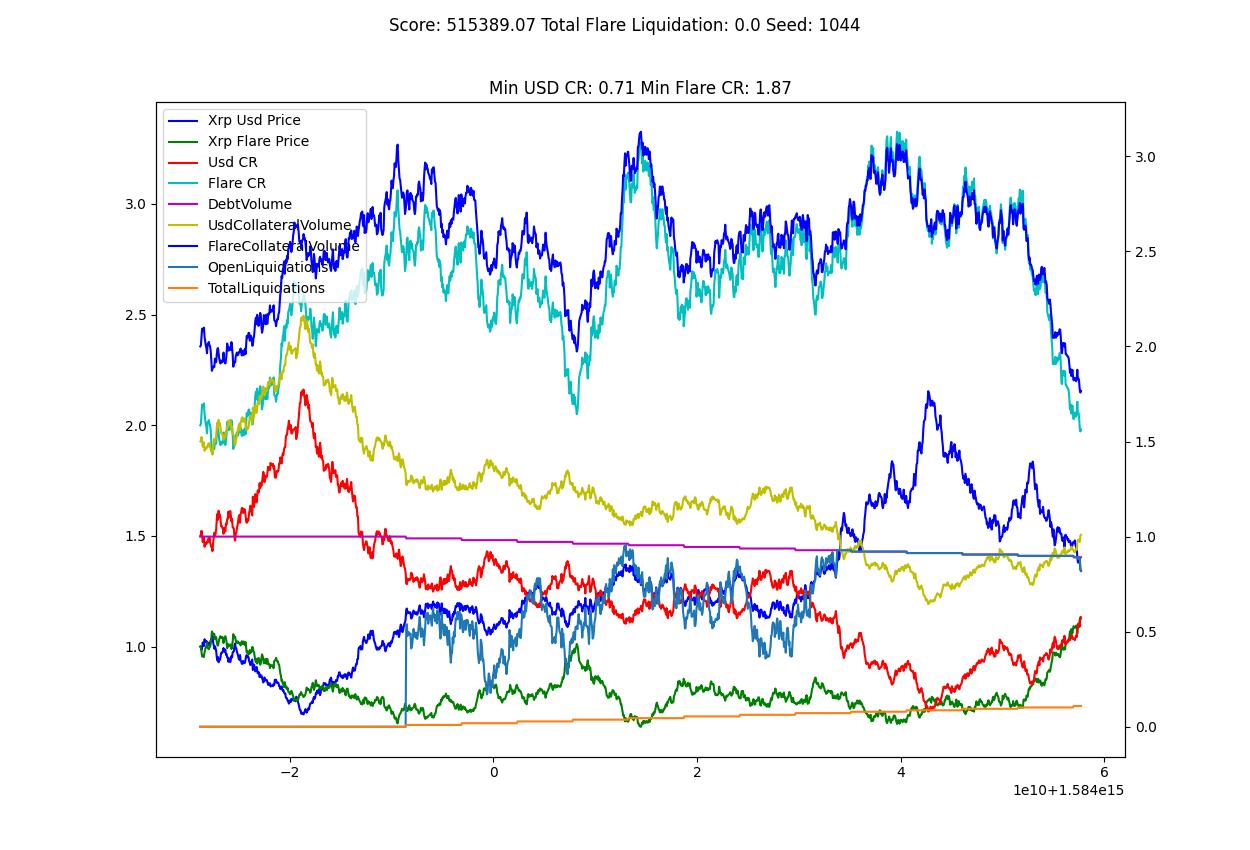 Score: 515389.07 Total Flare Liquidation: 0.0 Seed: 1044
Min USD CR: 0.71 Min Flare CR: 1.87
Xrp Usd Price
Xrp Flare Price
Usd CR
Flare CR
DebtVolume
UsdCollateralVolume
FlareCollateralVolume
OpenLiquidations
TotalLiquidations
3.0
2.5
2.0
1.5
1.0
3.0
2.5
2.0
1.5
1.0
0.5
0.0
−2
0
2
4
6
1e10+1.584e15